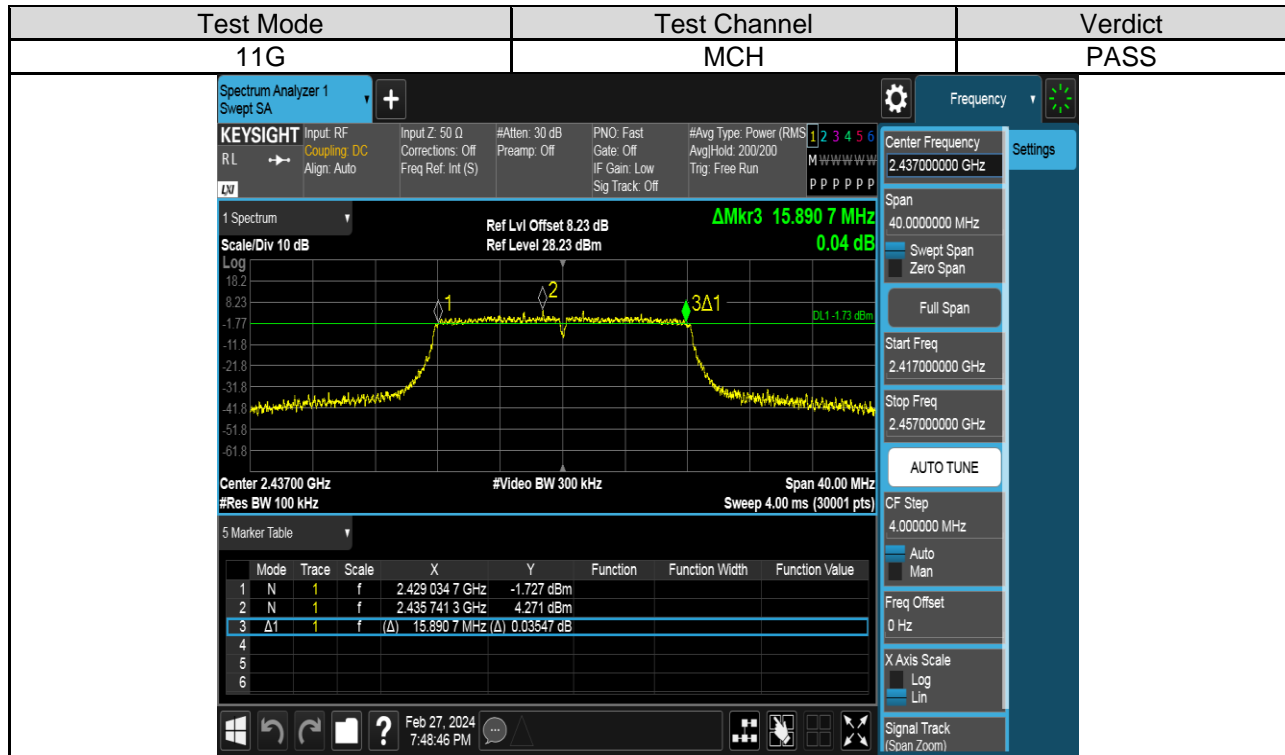 Test Mode Test Channel Verdict
11G MCH PASS
Spectrum Analyzer 1
Swept SA
+
Frequency
KEYSIGHT Input: RF Input Z: 50 Ω #Atten: 30 dB PNO: Fast #Avg Type: Power (RMS 1 2 3 4 5 6
RL Coupling: DC Corrections: Off Preamp: Off Gate: Off Avg|Hold: 200/200 M W W W W W
Align: Auto Freq Ref: Int (S) IF Gain: Low Trig: Free Run
LXI Sig Track: Off P P P P P P
Center Frequency
2.437000000 GHz
Settings
Span
40.0000000 MHz
Swept Span
Zero Span
Full Span
Start Freq
2.417000000 GHz
Stop Freq
2.457000000 GHz
AUTO TUNE
CF Step
4.000000 MHz
Auto
Man
Freq Offset
0 Hz
X Axis Scale
Log
Lin
Signal Track
(Span Zoom)
1 Spectrum Ref Lvl Offset 8.23 dB ΔMkr3 15.890 7 MHz
Scale/Div 10 dB Ref Level 28.23 dBm 0.04 dB
Log
18.2
8.23
-1.77
-11.8
-21.8
-31.8
-41.8
-51.8
-61.8
1 2 3Δ1
DL1 -1.73 dBm
Center 2.43700 GHz #Video BW 300 kHz Span 40.00 MHz
#Res BW 100 kHz Sweep 4.00 ms (30001 pts)
5 Marker Table
Mode Trace Scale X Y Function Function Width Function Value
1 N 1 f 2.429 034 7 GHz -1.727 dBm
2 N 1 f 2.435 741 3 GHz 4.271 dBm
3 Δ1 1 f (Δ) 15.890 7 MHz (Δ) 0.03547 dB
4
5
6
? Feb 27, 2024
7:48:46 PM